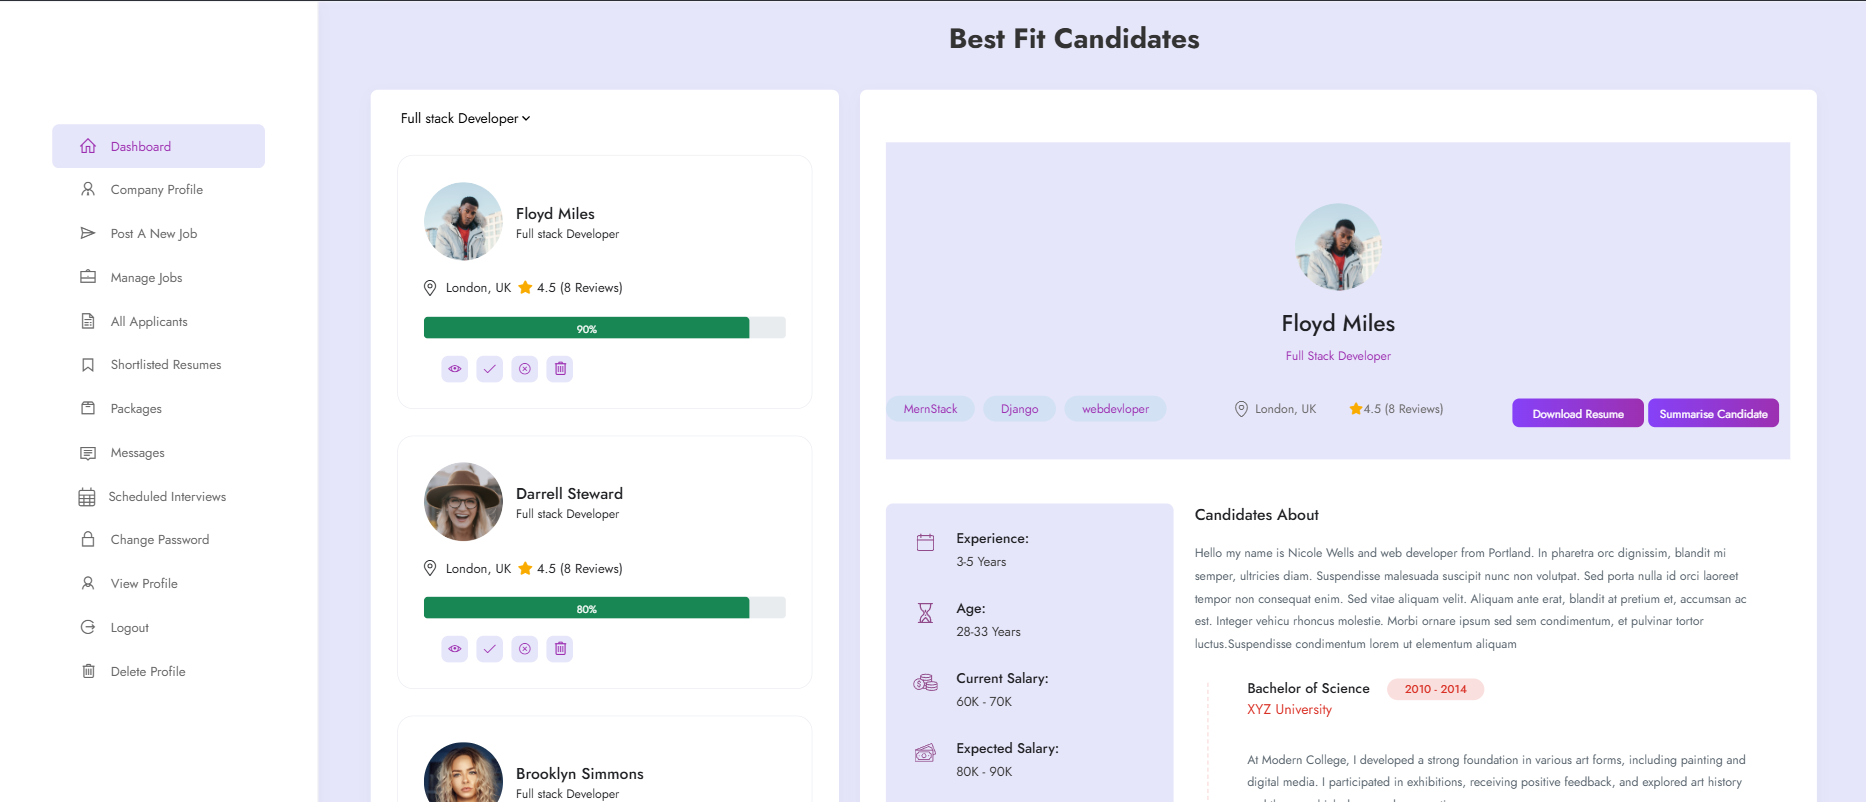 Best Fit Candidates
Dashboard
Company Profile
Post A New Job
Manage Jobs
All Applicants
Shortlisted Resumes
Packages
Messages
Scheduled Interviews
Change Password
View Profile
Logout
Delete Profile
Full stack Developer
Floyd Miles
Full stack Developer
London, UK 4.5 (8 Reviews)
90%
Darrell Steward
Full stack Developer
London, UK 4.5 (8 Reviews)
80%
Brooklyn Simmons
Full stack Developer
Floyd Miles
Full Stack Developer
MernStack Django webdevloper London, UK 4.5 (8 Reviews) Download Resume Summarise Candidate
Experience:
3-5 Years
Age:
28-33 Years
Current Salary:
60K - 70K
Expected Salary:
80K - 90K
Candidates About
Hello my name is Nicole Wells and web developer from Portland. In pharetra orc dignissim, blandit mi
semper, ultricies diam. Suspendisse malesuada suscipit nunc non volutpat. Sed porta nulla id orci laoreet
tempor non consequat enim. Sed vitae aliquam velit. Aliquam ante erat, blandit at pretium et, accumsan ac
est. Integer vehicu rhoncus molestie. Morbi ornare ipsum sed sem condimentum, et pulvinar tortor
luctus.Suspendisse condimentum lorem ut elementum aliquam
Bachelor of Science 2010 - 2014
XYZ University
At Modern College, I developed a strong foundation in various art forms, including painting and
digital media. I participated in exhibitions, receiving positive feedback, and explored art history